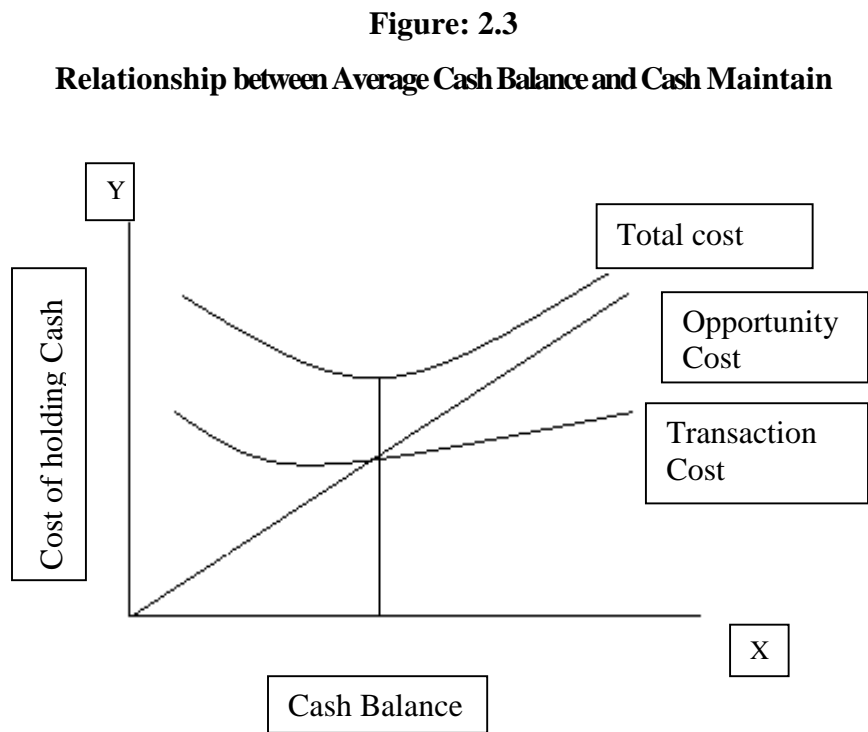 Figure: 2.3
Relationship between Average Cash Balance and Cash Maintain
Y
Total cost
Opportunity
Cost
Transaction
Cost
Cost of holding Cash
X
Cash Balance